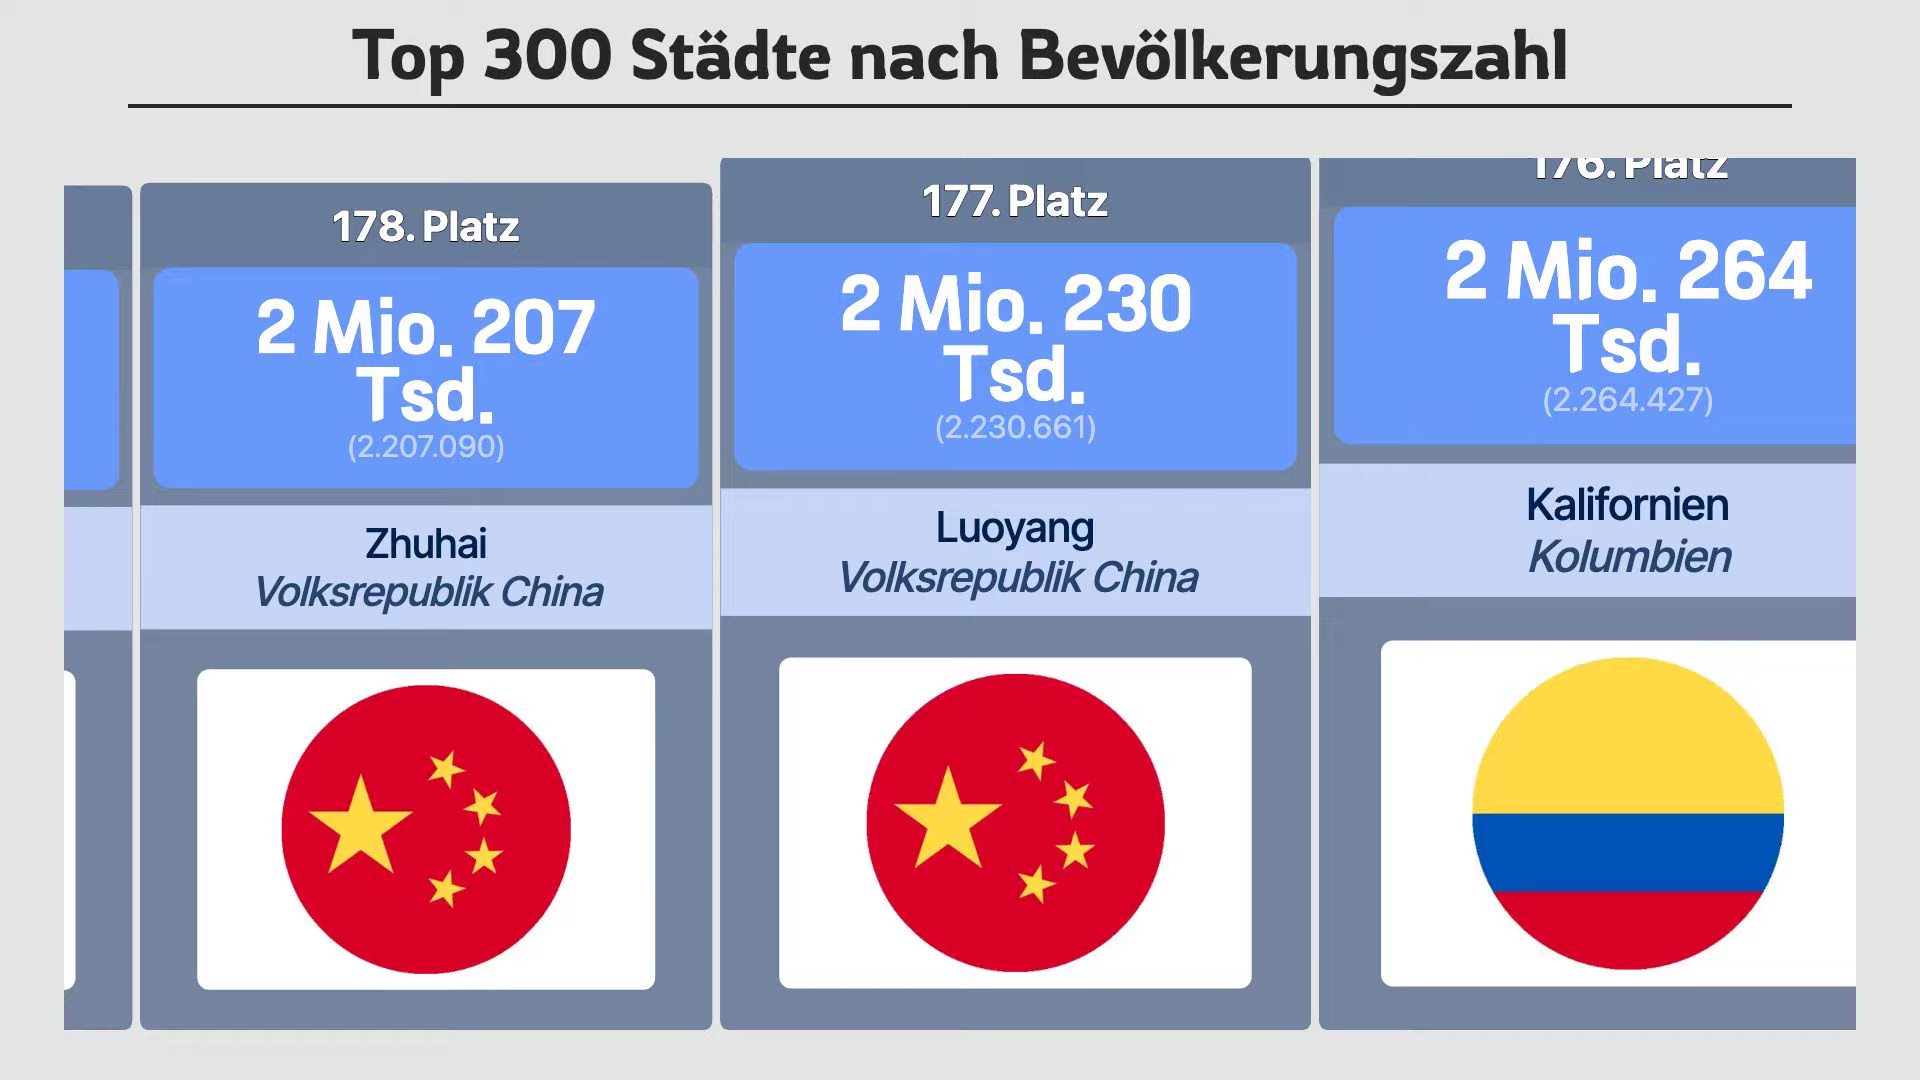 Top 300 Städte nach Bevölkerungszahl
178. Platz
2 Mio. 207
Tsd.
(2.207.090)
Zhuhai
Volksrepublik China
177. Platz
2 Mio. 230
Tsd.
(2.230.661)
Luoyang
Volksrepublik China
176. Platz
2 Mio. 264
Tsd.
(2.264.427)
Kalifornien
Kolumbien